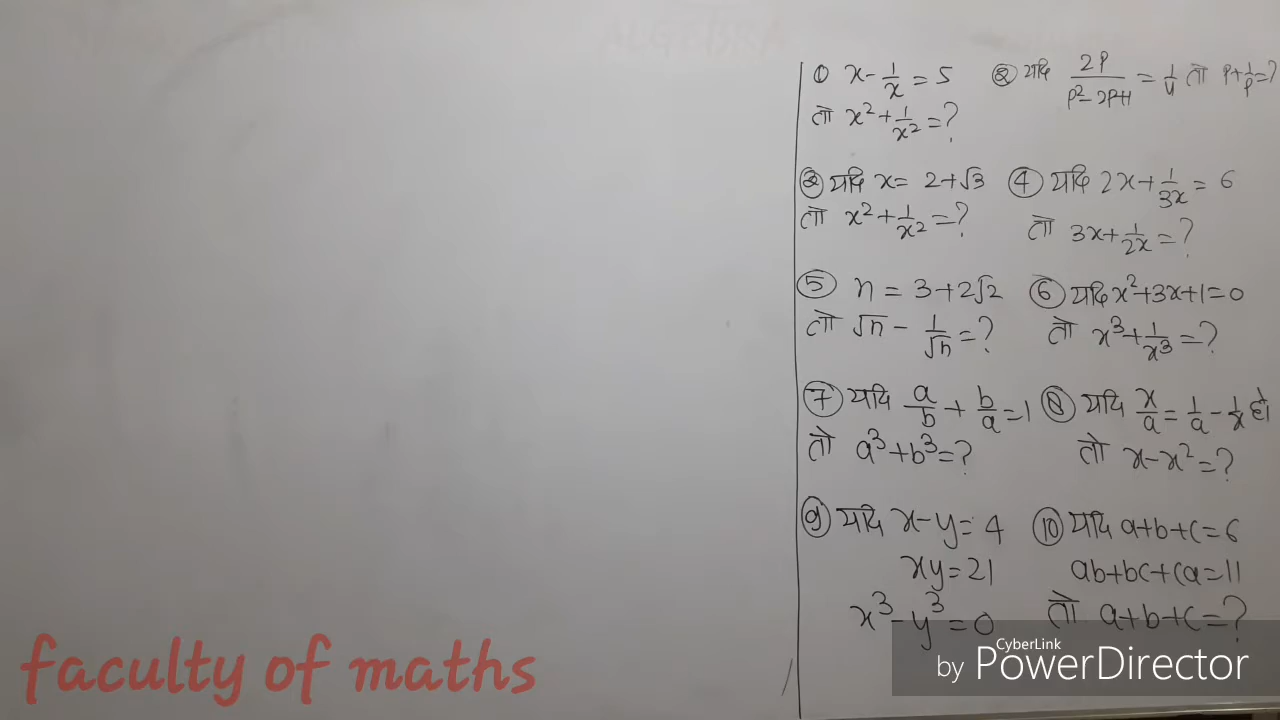 ① x - 1/x = 5
तो x² + 1/x² = ?
② यदि 2P/(P² - 2P+1) = 1/4 तो P + 1/P = ?
③ यदि x = 2+√3
तो x² + 1/x² = ?
④ यदि 2x + 1/3x = 6
तो 3x + 1/2x = ?
⑤ n = 3+2√2
तो √n - 1/√n = ?
⑥ यदि x²+3x+1=0
तो x³ + 1/x³ = ?
⑦ यदि a/b + b/a = 1
तो a³+b³ = ?
⑧ यदि x/a = 1/a - 1/x हो
तो x-x² = ?
⑨ यदि x-y = 4
xy = 21
x³-y³ = 0
⑩ यदि a+b+c=6
ab+bc+ca=11
तो a+b+c=?
faculty of maths
CyberLink
by PowerDirector